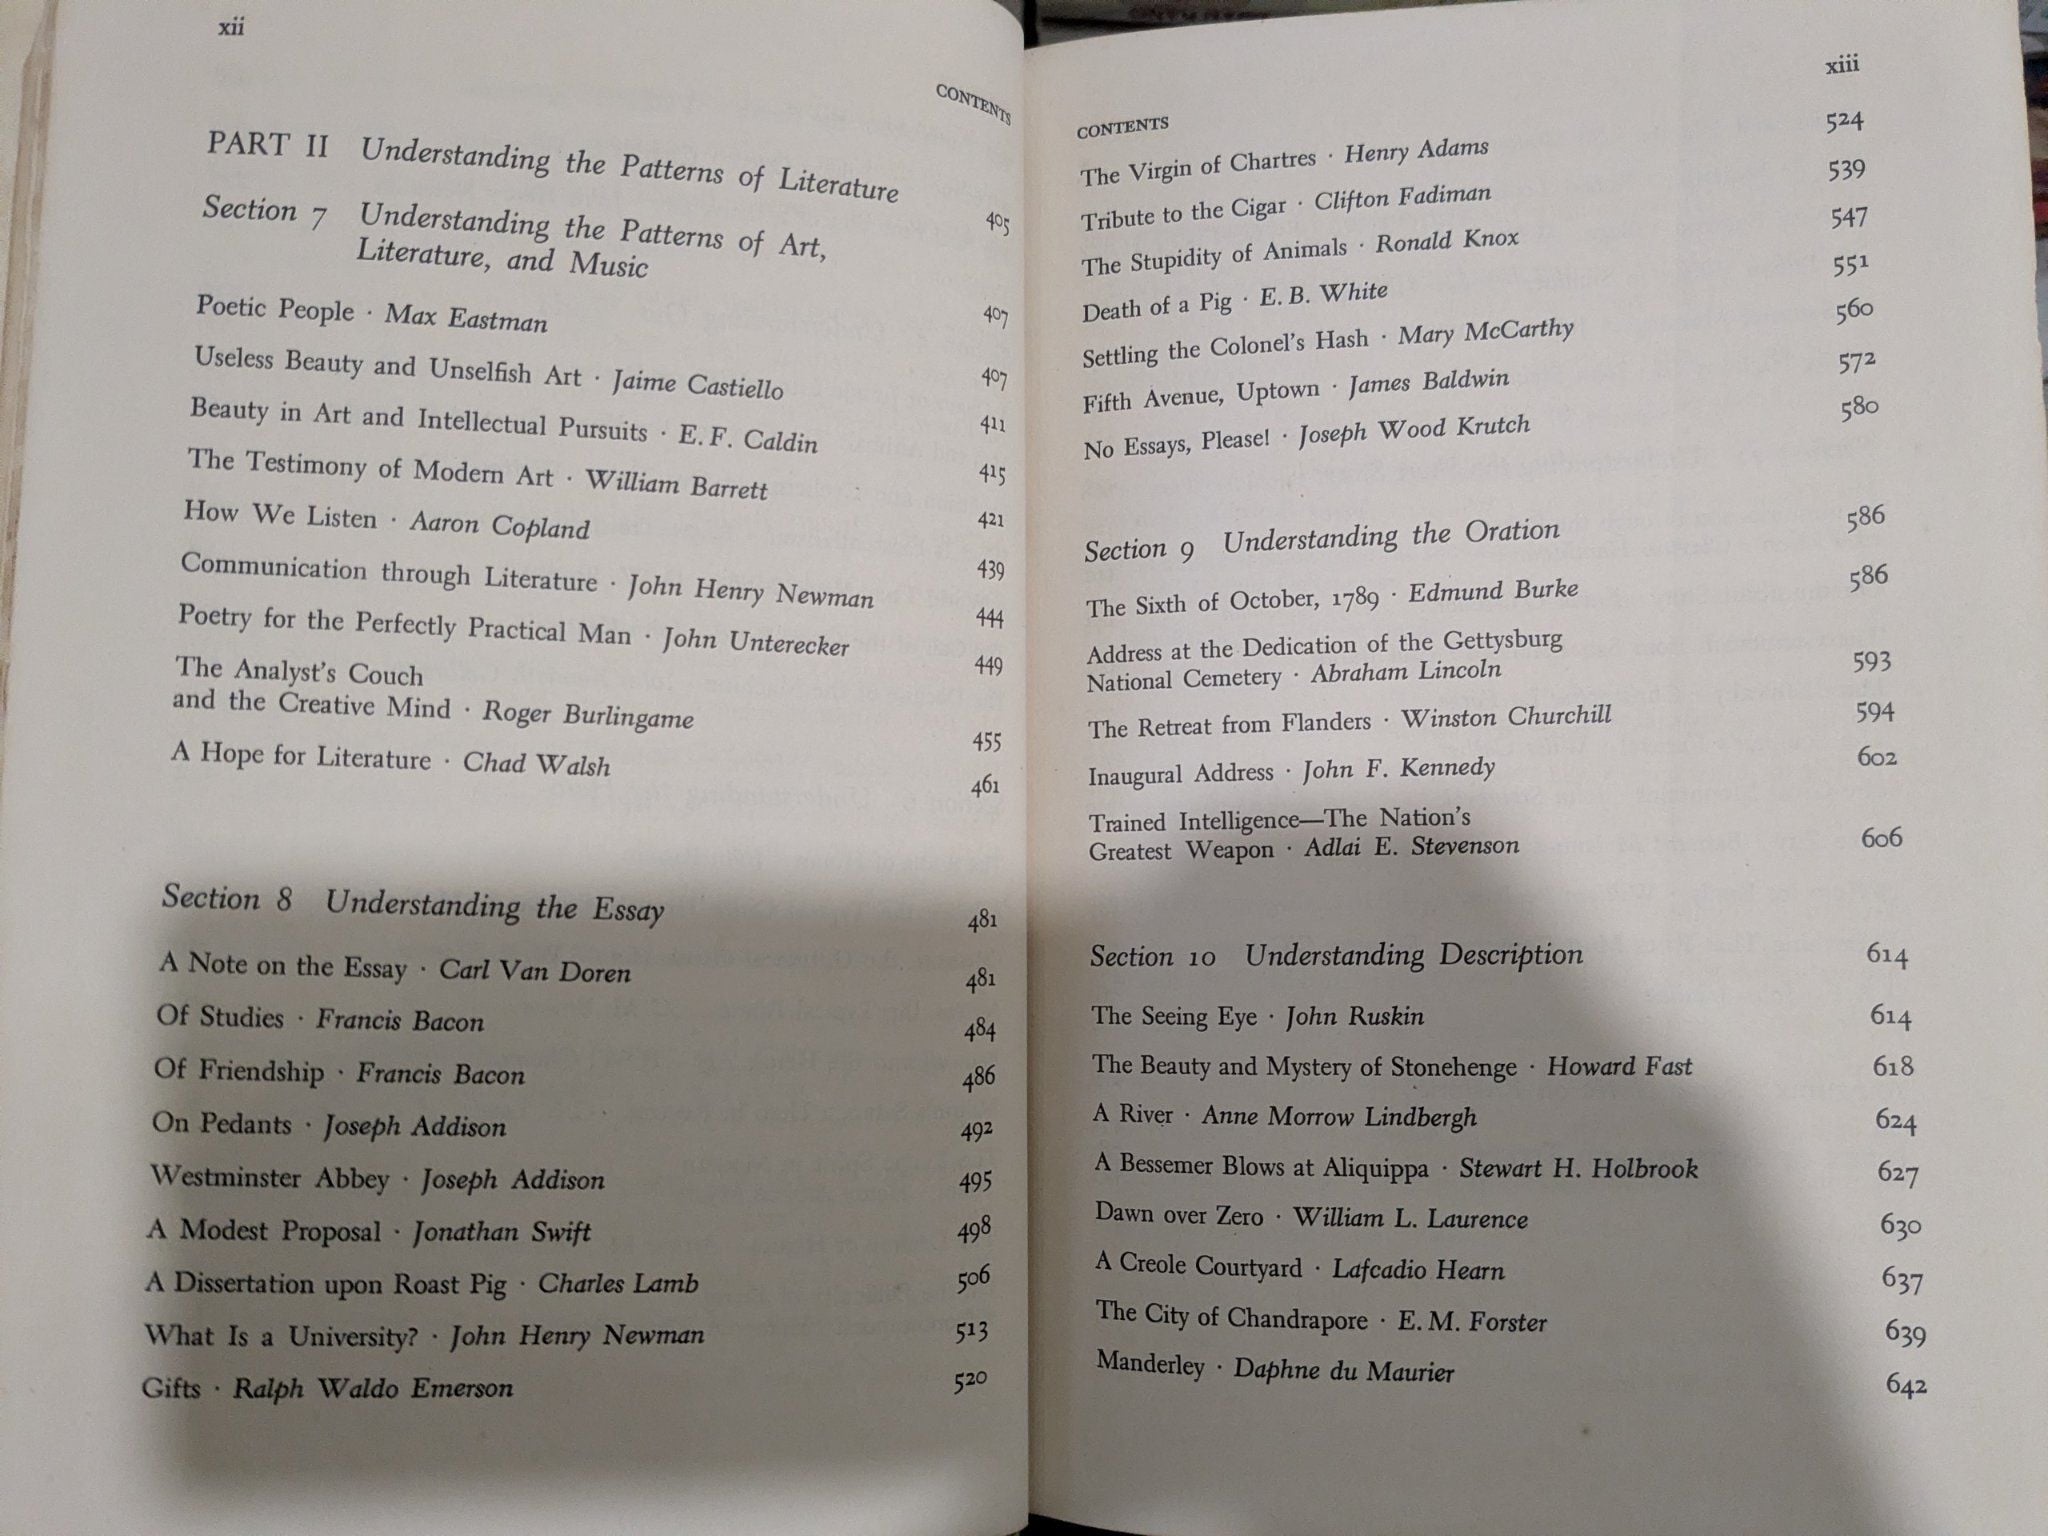 xii
CONTENTS
PART II Understanding the Patterns of Literature 405
Section 7 Understanding the Patterns of Art,
Literature, and Music 407
Poetic People · Max Eastman 407
Useless Beauty and Unselfish Art · Jaime Castiello 411
Beauty in Art and Intellectual Pursuits · E. F. Caldin 415
The Testimony of Modern Art · William Barrett 421
How We Listen · Aaron Copland 439
Communication through Literature · John Henry Newman 444
Poetry for the Perfectly Practical Man · John Unterecker 449
The Analyst's Couch
and the Creative Mind · Roger Burlingame 455
A Hope for Literature · Chad Walsh 461
Section 8 Understanding the Essay 481
A Note on the Essay · Carl Van Doren 481
Of Studies · Francis Bacon 484
Of Friendship · Francis Bacon 486
On Pedants · Joseph Addison 492
Westminster Abbey · Joseph Addison 495
A Modest Proposal · Jonathan Swift 498
A Dissertation upon Roast Pig · Charles Lamb 506
What Is a University? · John Henry Newman 513
Gifts · Ralph Waldo Emerson 520
xiii
CONTENTS
The Virgin of Chartres · Henry Adams 524
Tribute to the Cigar · Clifton Fadiman 539
The Stupidity of Animals · Ronald Knox 547
Death of a Pig · E. B. White 551
Settling the Colonel's Hash · Mary McCarthy 560
Fifth Avenue, Uptown · James Baldwin 572
No Essays, Please! · Joseph Wood Krutch 580
Section 9 Understanding the Oration 586
The Sixth of October, 1789 · Edmund Burke 586
Address at the Dedication of the Gettysburg
National Cemetery · Abraham Lincoln 593
The Retreat from Flanders · Winston Churchill 594
Inaugural Address · John F. Kennedy 602
Trained Intelligence—The Nation's
Greatest Weapon · Adlai E. Stevenson 606
Section 10 Understanding Description 614
The Seeing Eye · John Ruskin 614
The Beauty and Mystery of Stonehenge · Howard Fast 618
A River · Anne Morrow Lindbergh 624
A Bessemer Blows at Aliquippa · Stewart H. Holbrook 627
Dawn over Zero · William L. Laurence 630
A Creole Courtyard · Lafcadio Hearn 637
The City of Chandrapore · E. M. Forster 639
Manderley · Daphne du Maurier 642